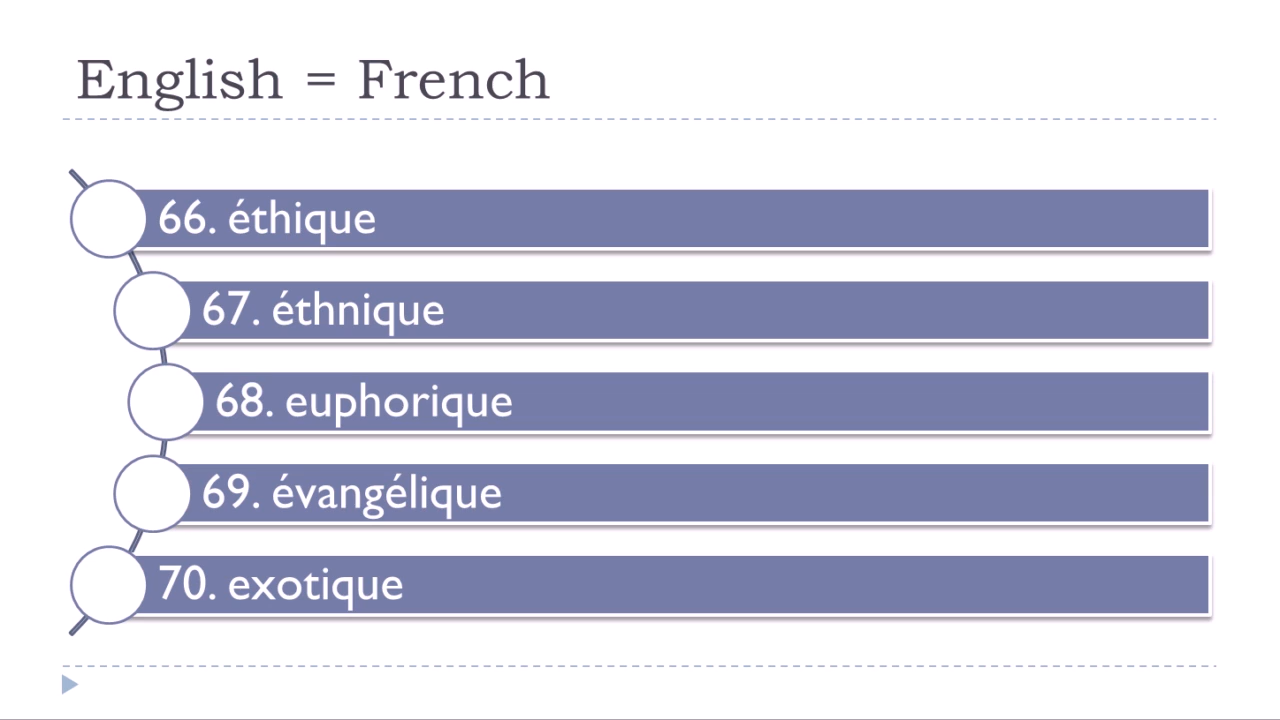 English = French
66. éthique
67. éthnique
68. euphorique
69. évangélique
70. exotique